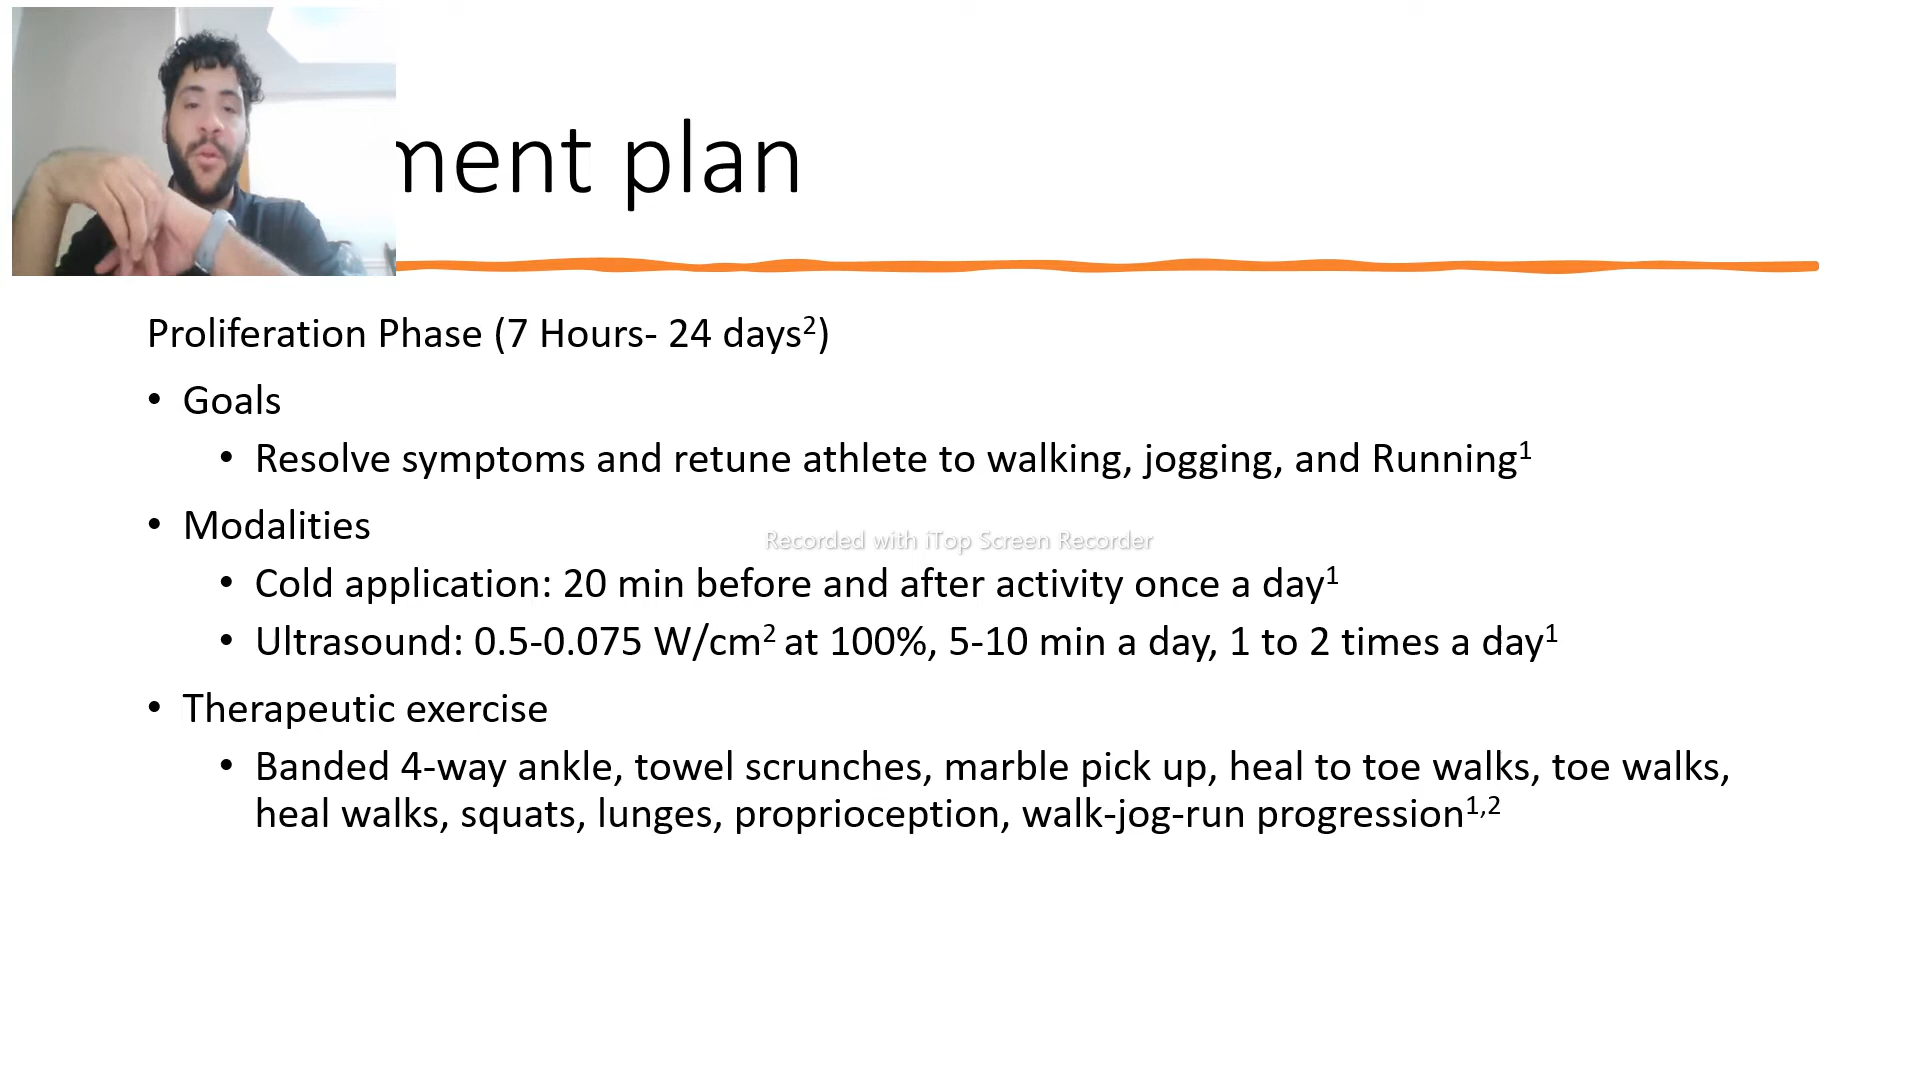 ment plan
Proliferation Phase (7 Hours- 24 days²)
• Goals
• Resolve symptoms and retune athlete to walking, jogging, and Running¹
• Modalities
Recorded with iTop Screen Recorder
• Cold application: 20 min before and after activity once a day¹
• Ultrasound: 0.5-0.075 W/cm² at 100%, 5-10 min a day, 1 to 2 times a day¹
• Therapeutic exercise
• Banded 4-way ankle, towel scrunches, marble pick up, heal to toe walks, toe walks,
heal walks, squats, lunges, proprioception, walk-jog-run progression¹,²